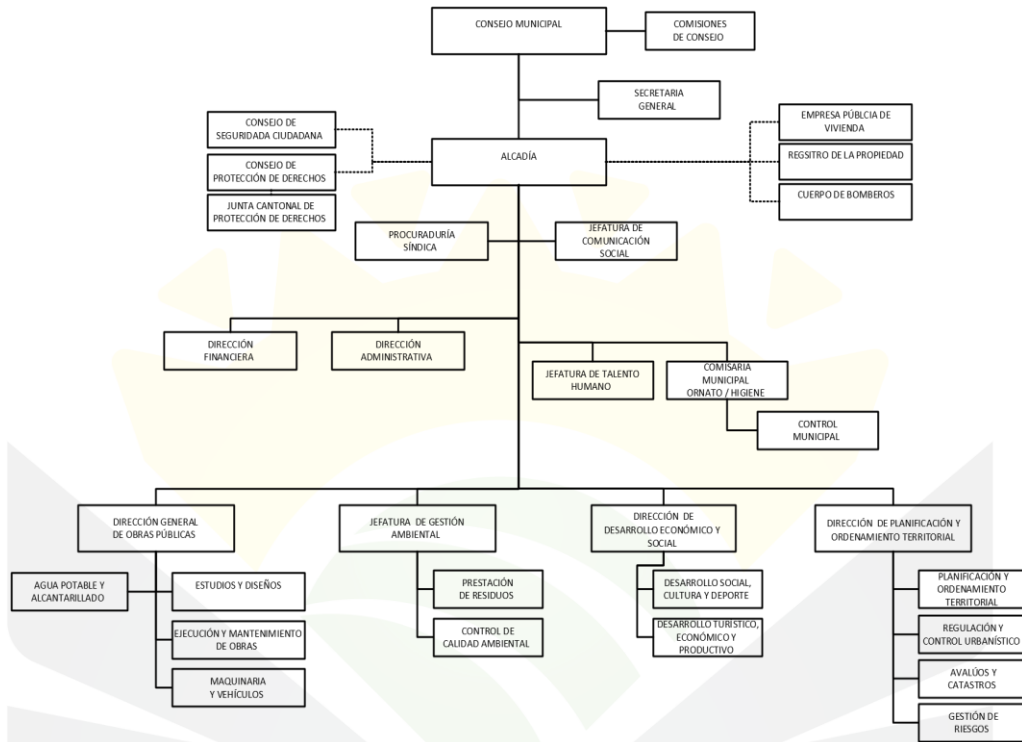 CONSEJO MUNICIPAL
COMISIONES
DE CONSEJO
SECRETARIA
GENERAL
CONSEJO DE
SEGURIDADA CIUDADANA
CONSEJO DE
PROTECCIÓN DE DERECHOS
JUNTA CANTONAL DE
PROTECCIÓN DE DERECHOS
ALCADÍA
EMPRESA PÚBLCIA DE
VIVIENDA
REGSITRO DE LA PROPIEDAD
CUERPO DE BOMBEROS
PROCURADURÍA
SÍNDICA
JEFATURA DE
COMUNICACIÓN
SOCIAL
DIRECCIÓN
FINANCIERA
DIRECCIÓN
ADMINISTRATIVA
JEFATURA DE TALENTO
HUMANO
COMISARIA
MUNICIPAL
ORNATO / HIGIENE
CONTROL
MUNICIPAL
DIRECCIÓN GENERAL
DE OBRAS PÚBLICAS
AGUA POTABLE Y
ALCANTARILLADO
ESTUDIOS Y DISEÑOS
EJECUCIÓN Y MANTENIMIENTO
DE OBRAS
MAQUINARIA
Y VEHÍCULOS
JEFATURA DE GESTIÓN
AMBIENTAL
PRESTACIÓN
DE RESIDUOS
CONTROL DE
CALIDAD AMBIENTAL
DIRECCIÓN DE
DESARROLLO ECONÓMICO Y
SOCIAL
DESARROLLO SOCIAL,
CULTURA Y DEPORTE
DESARROLLO TURÍSTICO,
ECONÓMICO Y
PRODUCTIVO
DIRECCIÓN DE PLANIFICACIÓN Y
ORDENAMIENTO TERRITORIAL
PLANIFICACIÓN Y
ORDENAMIENTO
TERRITORIAL
REGULACIÓN Y
CONTROL URBANÍSTICO
AVALÚOS Y
CATASTROS
GESTIÓN DE
RIESGOS